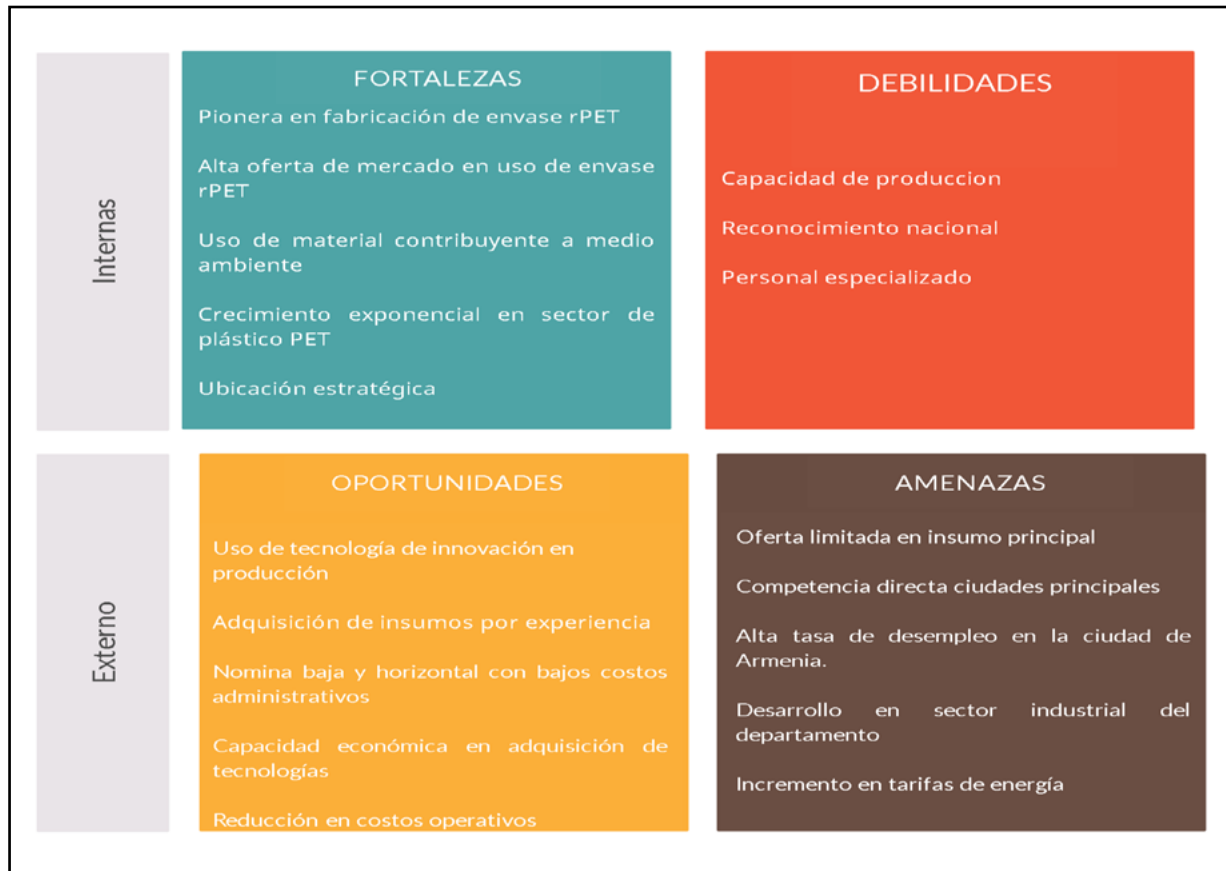 Internas
FORTALEZAS
Pionera en fabricación de envase rPET
Alta oferta de mercado en uso de envase
rPET
Uso de material contribuyente a medio
ambiente
Crecimiento exponencial en sector de
plástico PET
Ubicación estratégica
DEBILIDADES
Capacidad de produccion
Reconocimiento nacional
Personal especializado
Externo
OPORTUNIDADES
Uso de tecnología de innovación en
producción
Adquisición de insumos por experiencia
Nomina baja y horizontal con bajos costos
administrativos
Capacidad económica en adquisición de
tecnologías
Reducción en costos operativos
AMENAZAS
Oferta limitada en insumo principal
Competencia directa ciudades principales
Alta tasa de desempleo en la ciudad de
Armenia.
Desarrollo en sector industrial del
departamento
Incremento en tarifas de energía